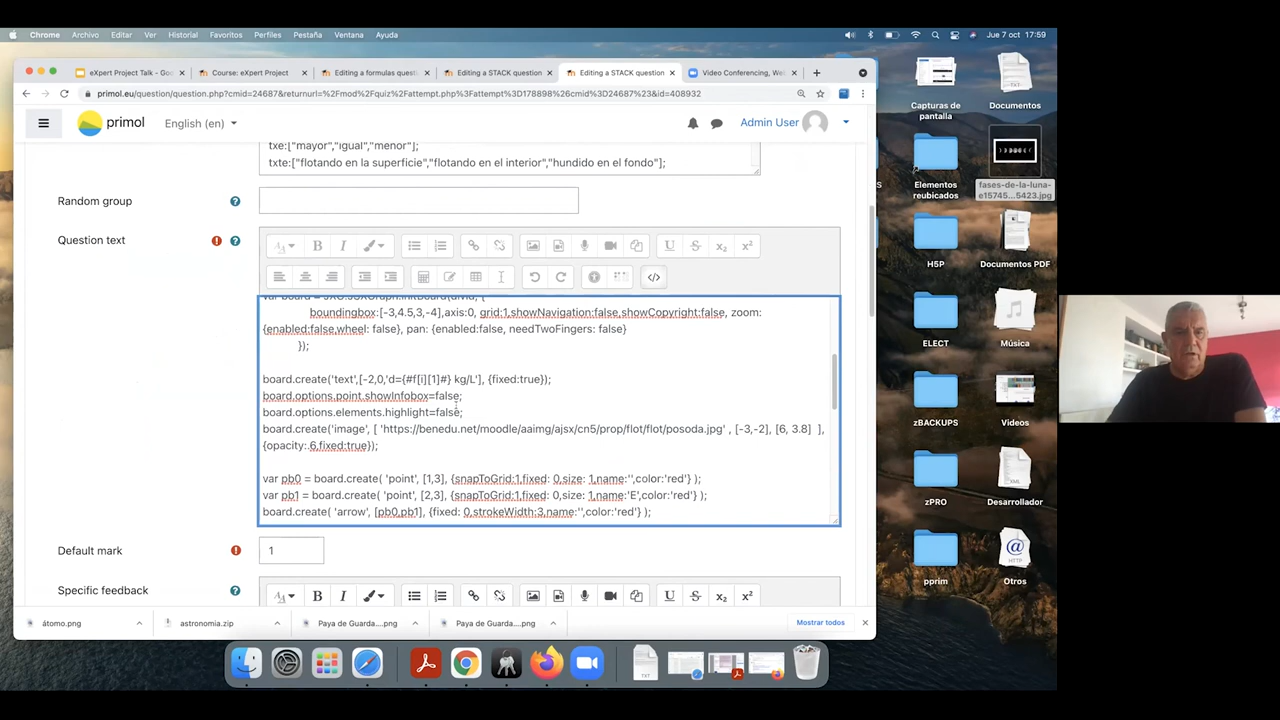 Chrome Archivo Editar Ver Historial Favoritos Perfiles Pestaña Ventana Ayuda
Jue 7 oct 17:59
eXpert Project Talk - Goo
Course: eXpert Project
Editing a formulas questi
Editing a STACK question
Editing a STACK question
Video Conferencing, We
primol.eu/question/question.php?cmid=24687&returnurl=%2Fmod%2Fquiz%2Fattempt.php%3Fattempt%3D178898%26cmid%3D24687%23&id=408932
primol English (en)
Admin User
txe:["mayor","igual","menor"];
txte:["flotando en la superficie","flotando en el interior","hundido en el fondo"];
Random group
Question text
boundingbox:[-3,4.5,3,-4],axis:0, grid:1,showNavigation:false,showCopyright:false, zoom:
{enabled:false,wheel: false}, pan: {enabled:false, needTwoFingers: false}
});
board.create('text',[-2,0,'d={#f[i][1]#} kg/L'], {fixed:true});
board.options.point.showInfobox=false;
board.options.elements.highlight=false;
board.create('image', [ 'https://benedu.net/moodle/aaimg/ajsx/cn5/prop/flot/flot/posoda.jpg' , [-3,-2], [6, 3.8] ],
{opacity:.6,fixed:true});
var pb0 = board.create( 'point', [1,3], {snapToGrid:1,fixed: 0,size: 1,name:'',color:'red'} );
var pb1 = board.create( 'point', [2,3], {snapToGrid:1,fixed: 0,size: 1,name:'E',color:'red'} );
board.create( 'arrow', [pb0,pb1], {fixed: 0,strokeWidth:3,name:'',color:'red'} );
Default mark
1
Specific feedback
átomo.png
astronomia.zip
Paya de Guarda....png
Paya de Guarda....png
Mostrar todos
Capturas de
pantalla
Documentos
Elementos
reubicados
fases-de-la-luna-
e15745...5423.jpg
H5P
Documentos PDF
ELECT
Música
zBACKUPS
Videos
zPRO
Desarrollador
pprim
Otros